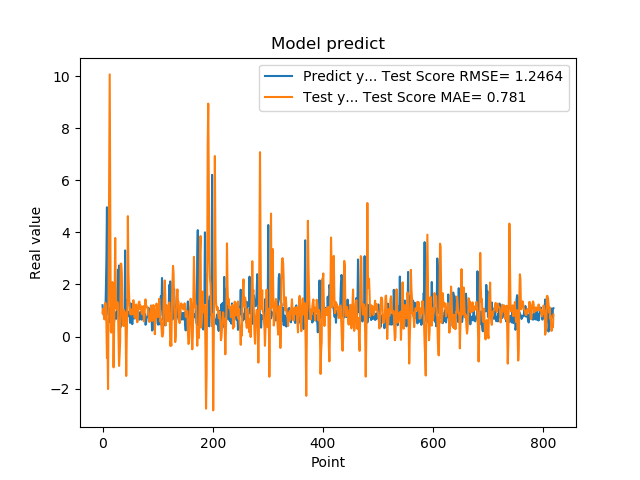 Model predict
Predict y... Test Score RMSE= 1.2464
Test y... Test Score MAE= 0.781
Real value
10
8
6
4
2
0
−2
0 200 400 600 800
Point